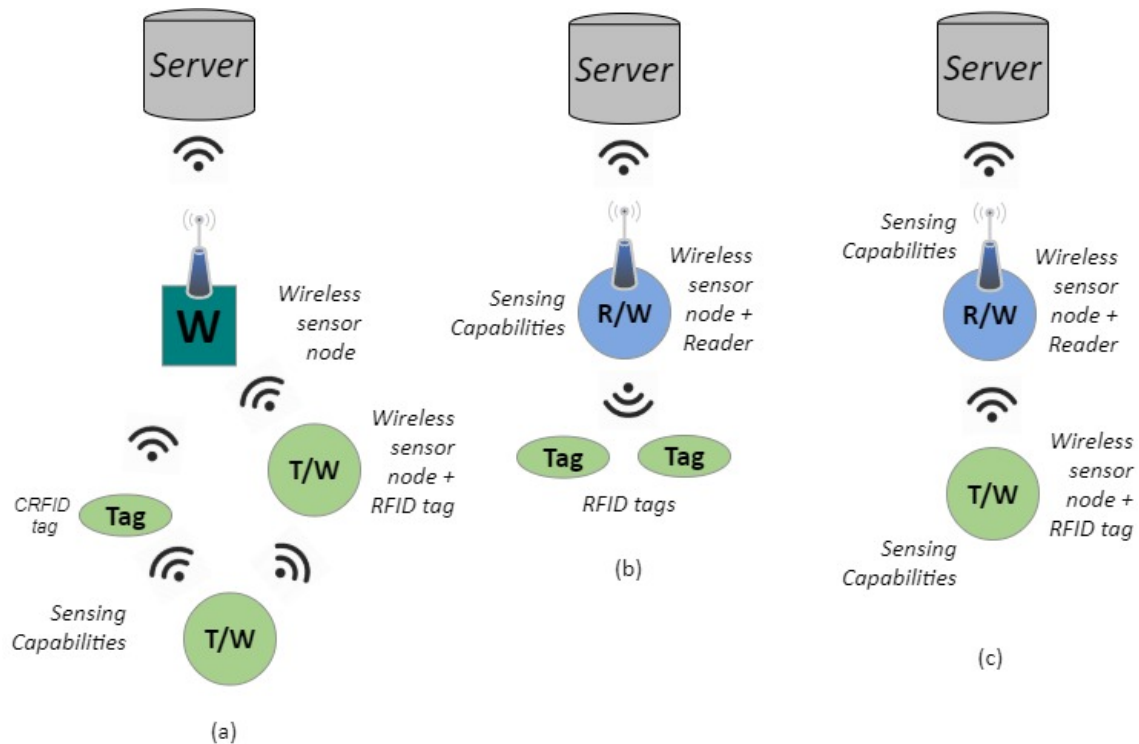 Server
W
Wireless
sensor
node
T/W
Wireless
sensor
node +
RFID tag
CRFID
tag
Tag
Sensing
Capabilities
T/W
(a)
Server
Sensing
Capabilities
R/W
Wireless
sensor
node +
Reader
Tag
Tag
RFID tags
(b)
Server
Sensing
Capabilities
R/W
Wireless
sensor
node +
Reader
T/W
Wireless
sensor
node +
RFID tag
Sensing
Capabilities
(c)